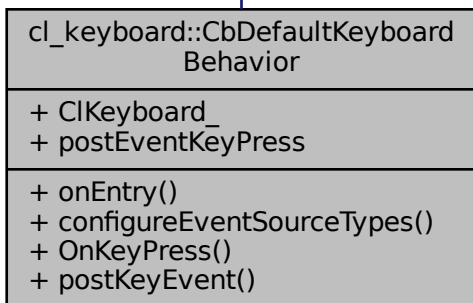 cl_keyboard::CbDefaultKeyboard
Behavior
+ ClKeyboard_
+ postEventKeyPress
+ onEntry()
+ configureEventSourceTypes()
+ OnKeyPress()
+ postKeyEvent()